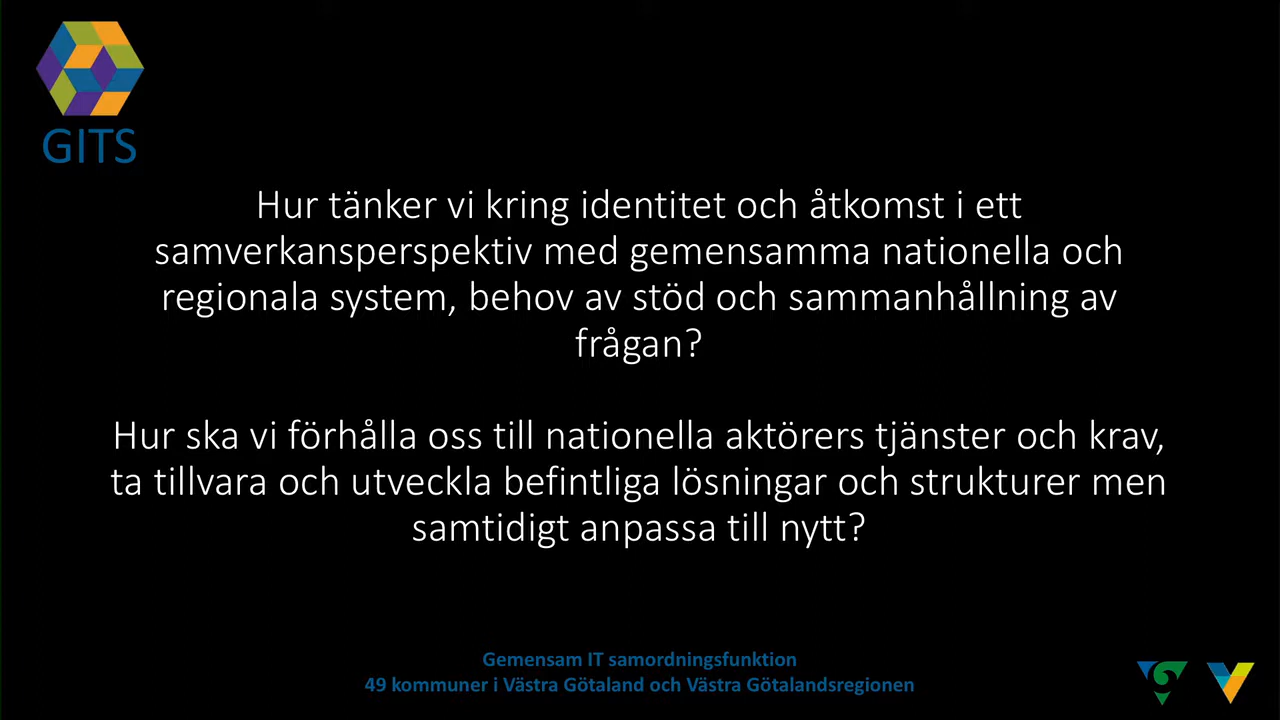 GITS
Hur tänker vi kring identitet och åtkomst i ett
samverkansperspektiv med gemensamma nationella och
regionala system, behov av stöd och sammanhållning av
frågan?
Hur ska vi förhålla oss till nationella aktörers tjänster och krav,
ta tillvara och utveckla befintliga lösningar och strukturer men
samtidigt anpassa till nytt?
Gemensam IT samordningsfunktion
49 kommuner i Västra Götaland och Västra Götalandsregionen